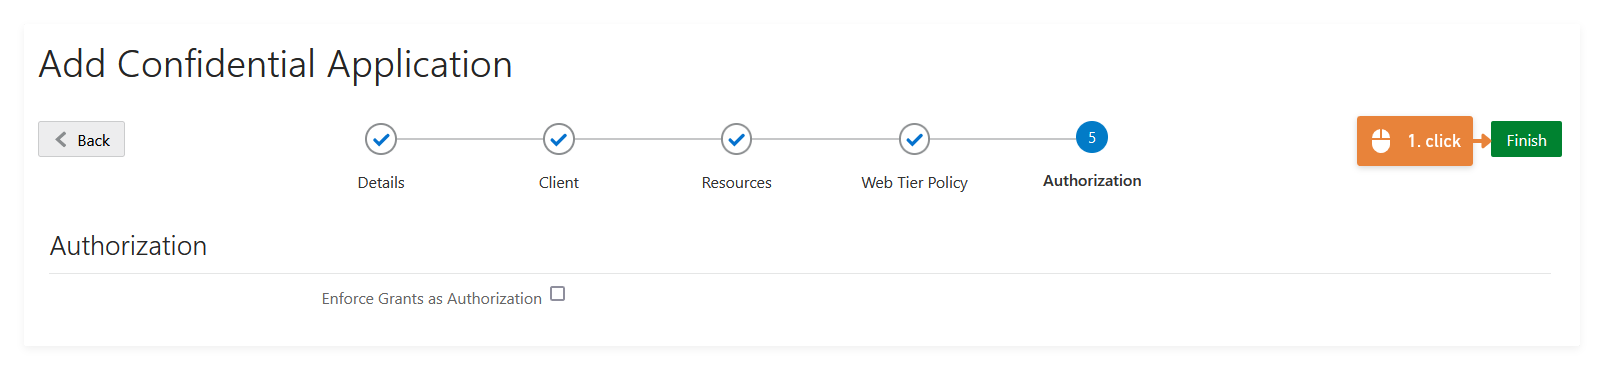 Add Confidential Application
Back
5
1. click
Finish
Details
Client
Resources
Web Tier Policy
Authorization
Authorization
Enforce Grants as Authorization